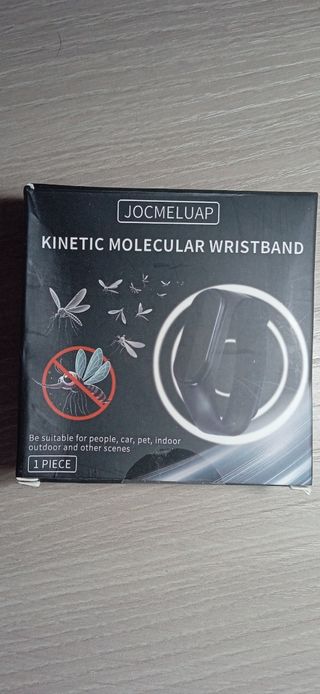 JOCMELUAP
KINETIC MOLECULAR WRISTBAND
Be suitable for people, car, pet, indoor
outdoor and other scenes
1 PIECE